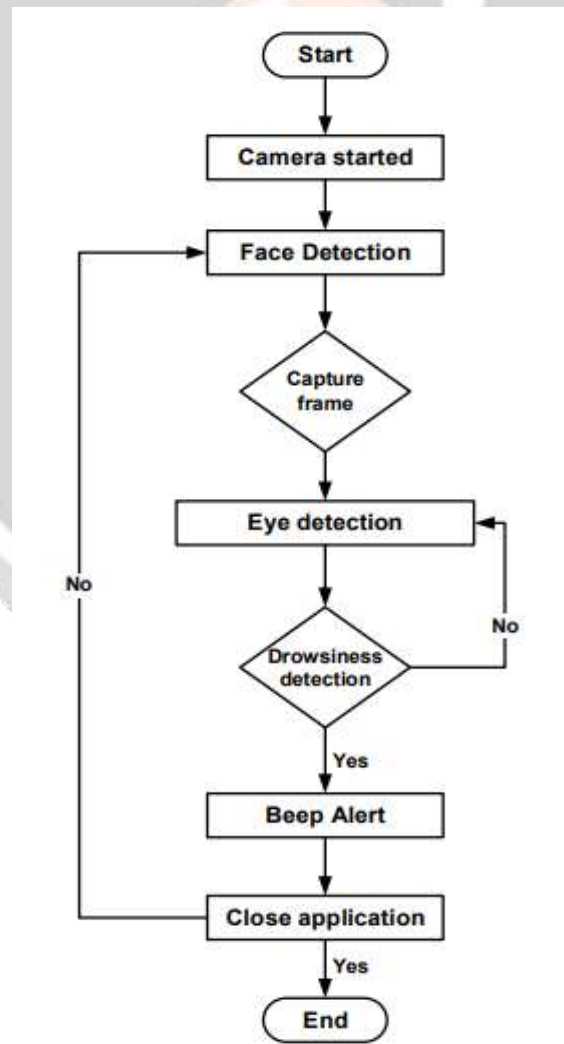 Start
Camera started
Face Detection
Capture
frame
Eye detection
No
No
Drowsiness
detection
Yes
Beep Alert
Close application
Yes
End